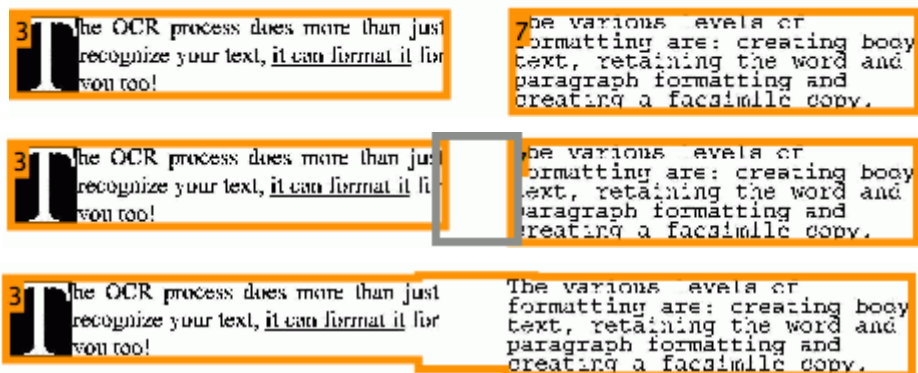 3 The OCR process does more than just
recognize your text, it can format it for
you too!
7 The various levels of
formatting are: creating body
text, retaining the word and
paragraph formatting and
creating a facsimile copy.
3 The OCR process does more than just
recognize your text, it can format it for
you too!
The various levels of
formatting are: creating body
text, retaining the word and
paragraph formatting and
creating a facsimile copy.
3 The OCR process does more than just
recognize your text, it can format it for
you too!
The various levels of
formatting are: creating body
text, retaining the word and
paragraph formatting and
creating a facsimile copy.